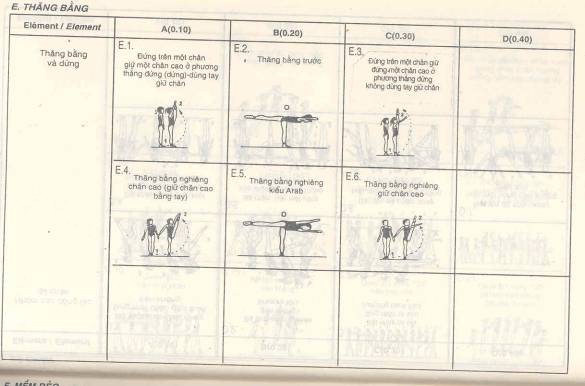 E. THĂNG BẰNG
Elément / Element
A(0.10)
B(0.20)
C(0.30)
D(0.40)
Thăng bằng
và dừng
E.1.
Đứng trên một chân
giữ một chân cao ở phương
thẳng đứng (dừng)-dùng tay
giữ chân
E.2.
Thăng bằng trước
E.3.
Đứng trên một chân giữ
đứng một chân cao ở
phương thẳng đứng
không dùng tay giữ chân
E.4.
Thăng bằng nghiêng
chân cao (giữ chân cao
bằng tay)
E.5.
Thăng bằng nghiêng
kiểu Arab
E.6.
Thăng bằng nghiêng
giữ chân cao